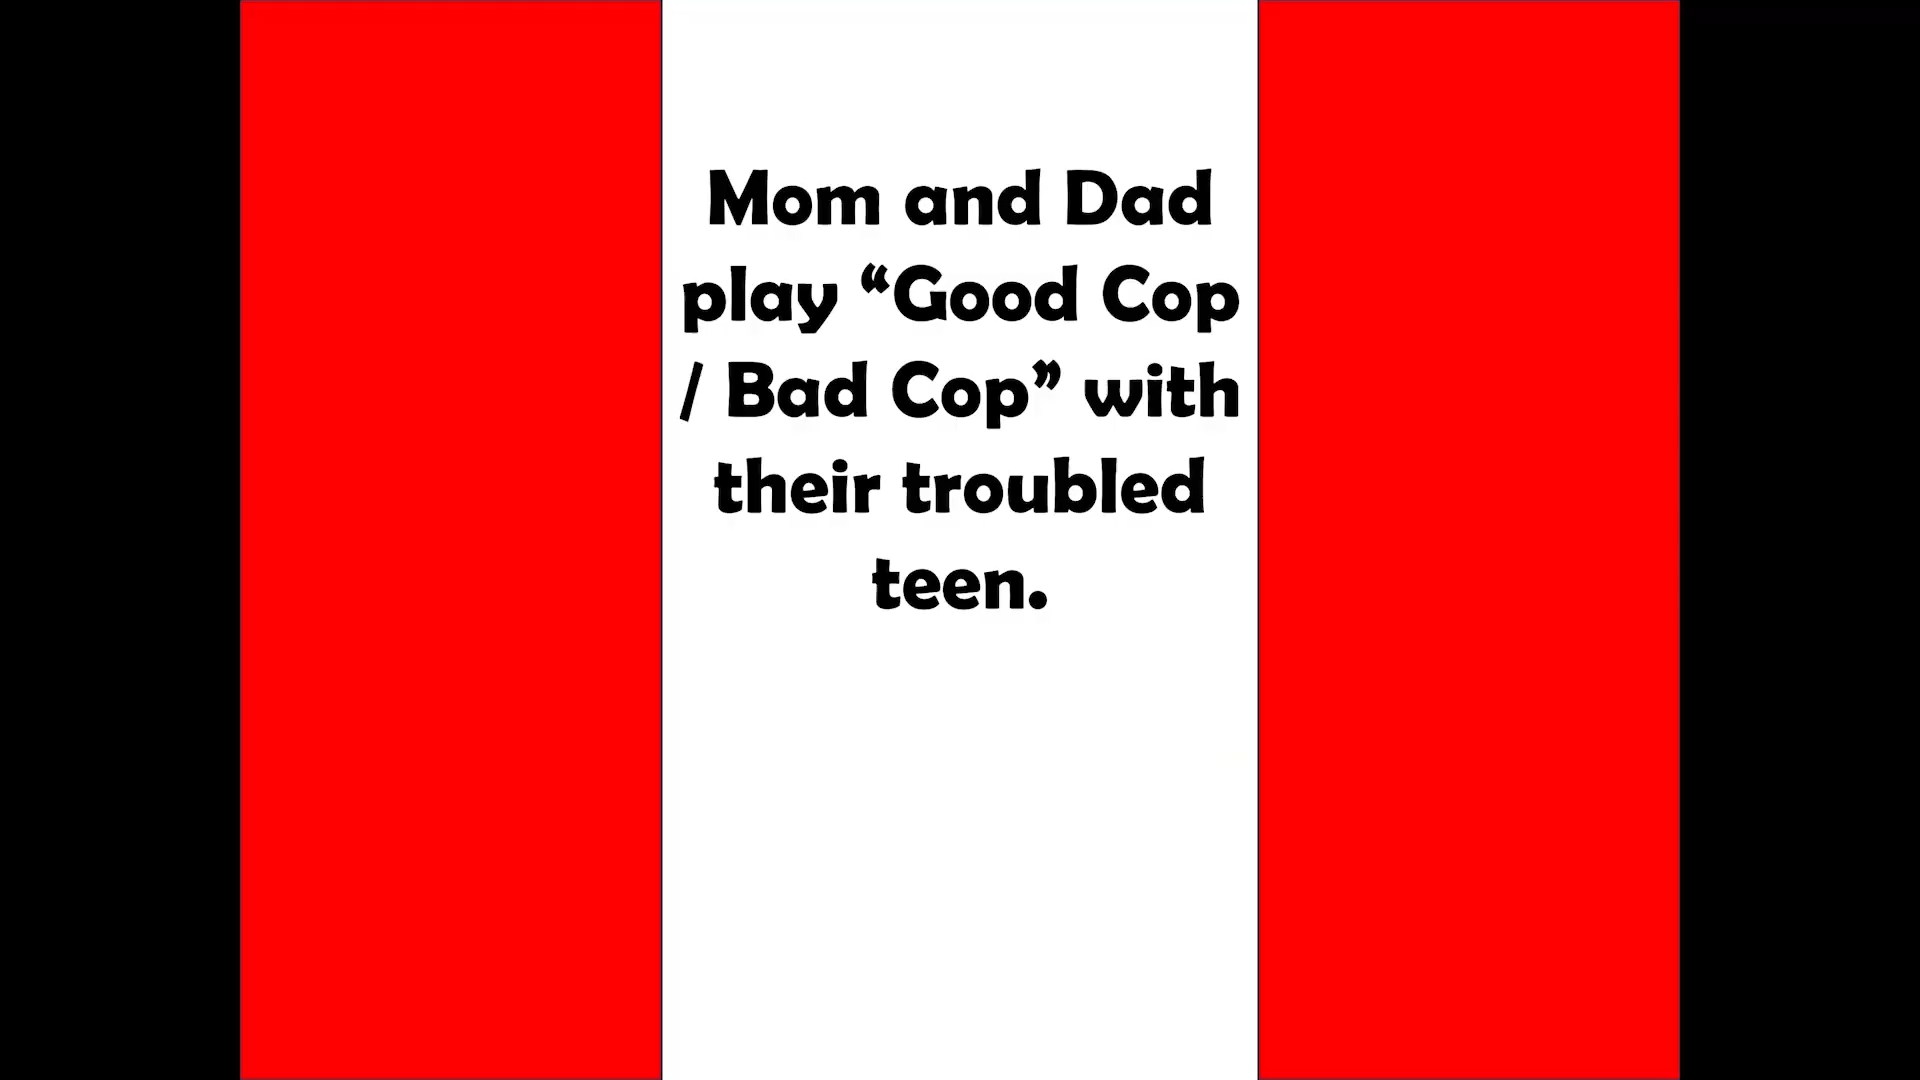 Mom and Dad
play “Good Cop
/ Bad Cop” with
their troubled
teen.